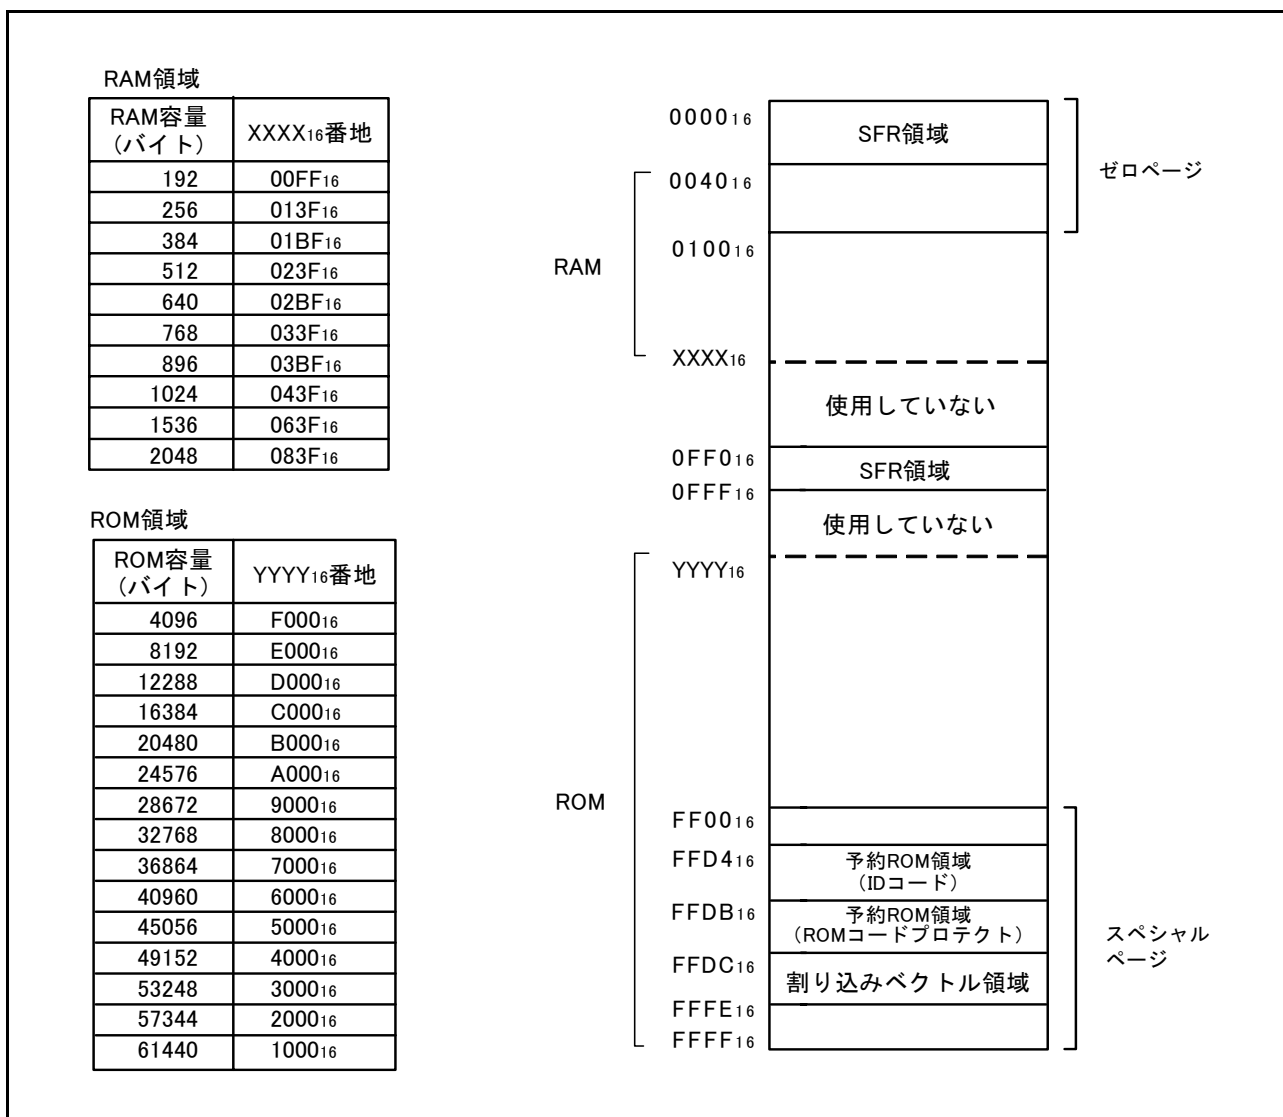 RAM領域
RAM容量
(バイト)
XXXX16番地
192 00FF16
256 013F16
384 01BF16
512 023F16
640 02BF16
768 033F16
896 03BF16
1024 043F16
1536 063F16
2048 083F16
ROM領域
ROM容量
(バイト)
YYYY16番地
4096 F00016
8192 E00016
12288 D00016
16384 C00016
20480 B00016
24576 A00016
28672 900016
32768 800016
36864 700016
40960 600016
45056 500016
49152 400016
53248 300016
57344 200016
61440 100016
000016
SFR領域
ゼロページ
004016
010016
RAM
XXXX16
使用していない
0FF016
SFR領域
0FFF16
使用していない
YYYY16
ROM
FF0016
FFD416
予約ROM領域
(IDコード)
FFDB16
予約ROM領域
(ROMコードプロテクト)
スペシャル
ページ
FFDC16
割り込みベクトル領域
FFFE16
FFFF16